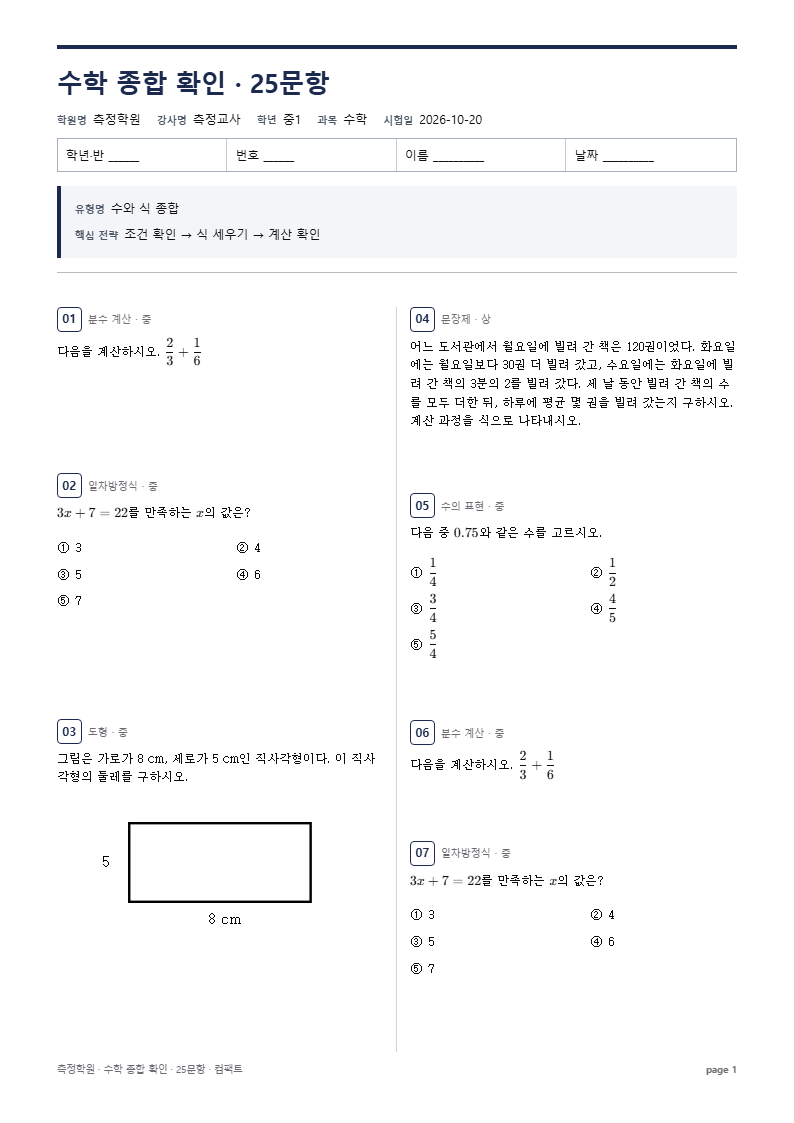 수학 종합 확인 · 25문항
학원명 측정학원 강사명 측정교사 학년 중1 과목 수학 시험일 2026-10-20
학년·반 _____ 번호 _____ 이름 ________ 날짜 ________
유형명 수와 식 종합
핵심 전략 조건 확인 → 식 세우기 → 계산 확인
01 분수 계산 · 중
다음을 계산하시오. 2/3 + 1/6
02 일차방정식 · 중
3x + 7 = 22를 만족하는 x의 값은?
① 3 ② 4
③ 5 ④ 6
⑤ 7
03 도형 · 중
그림은 가로가 8 cm, 세로가 5 cm인 직사각형이다. 이 직사
각형의 둘레를 구하시오.
5
8 cm
04 문장제 · 상
어느 도서관에서 월요일에 빌려 간 책은 120권이었다. 화요일
에는 월요일보다 30권 더 빌려 갔고, 수요일에는 화요일에 빌
려 간 책의 3분의 2를 빌려 갔다. 세 날 동안 빌려 간 책의 수
를 모두 더한 뒤, 하루에 평균 몇 권을 빌려 갔는지 구하시오.
계산 과정을 식으로 나타내시오.
05 수의 표현 · 중
다음 중 0.75와 같은 수를 고르시오.
① 1/4 ② 1/2
③ 3/4 ④ 4/5
⑤ 5/4
06 분수 계산 · 중
다음을 계산하시오. 2/3 + 1/6
07 일차방정식 · 중
3x + 7 = 22를 만족하는 x의 값은?
① 3 ② 4
③ 5 ④ 6
⑤ 7
측정학원 · 수학 종합 확인 · 25문항 · 컴팩트 page 1